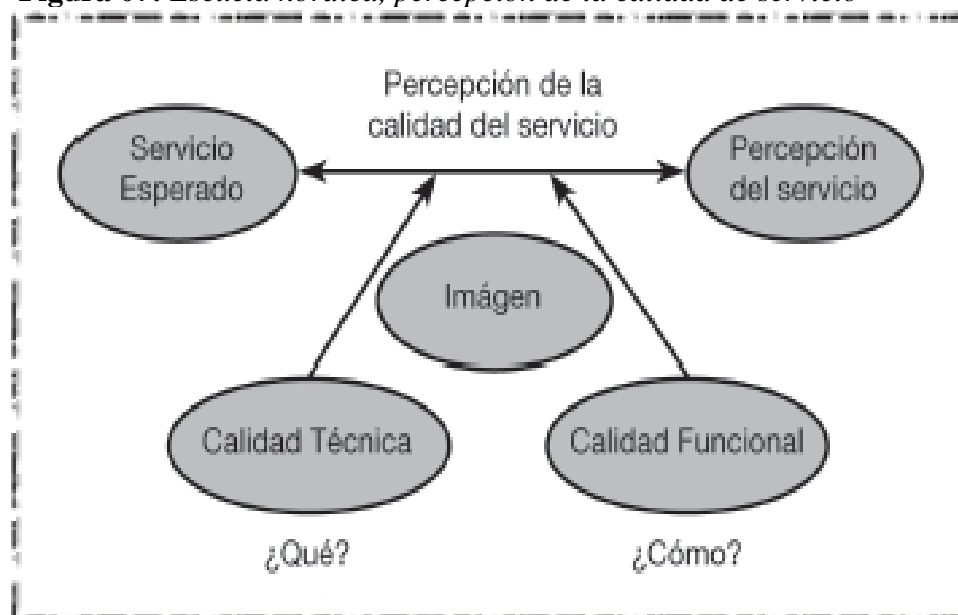 Percepción de la
calidad del servicio
Servicio
Esperado
Percepción
del servicio
Imágen
Calidad Técnica
Calidad Funcional
¿Qué?
¿Cómo?